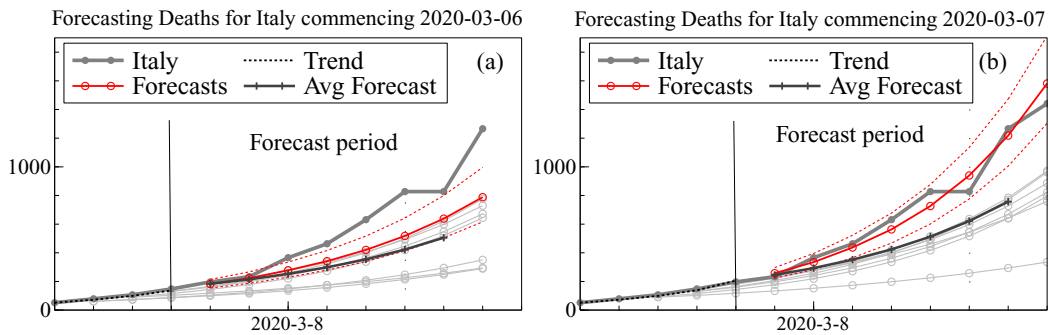 Forecasting Deaths for Italy commencing 2020-03-06
Italy
Trend
(a)
Forecasts
Avg Forecast
Forecast period
1000
0
2020-3-8
Forecasting Deaths for Italy commencing 2020-03-07
Italy
Trend
(b)
Forecasts
Avg Forecast
Forecast period
1000
0
2020-3-8